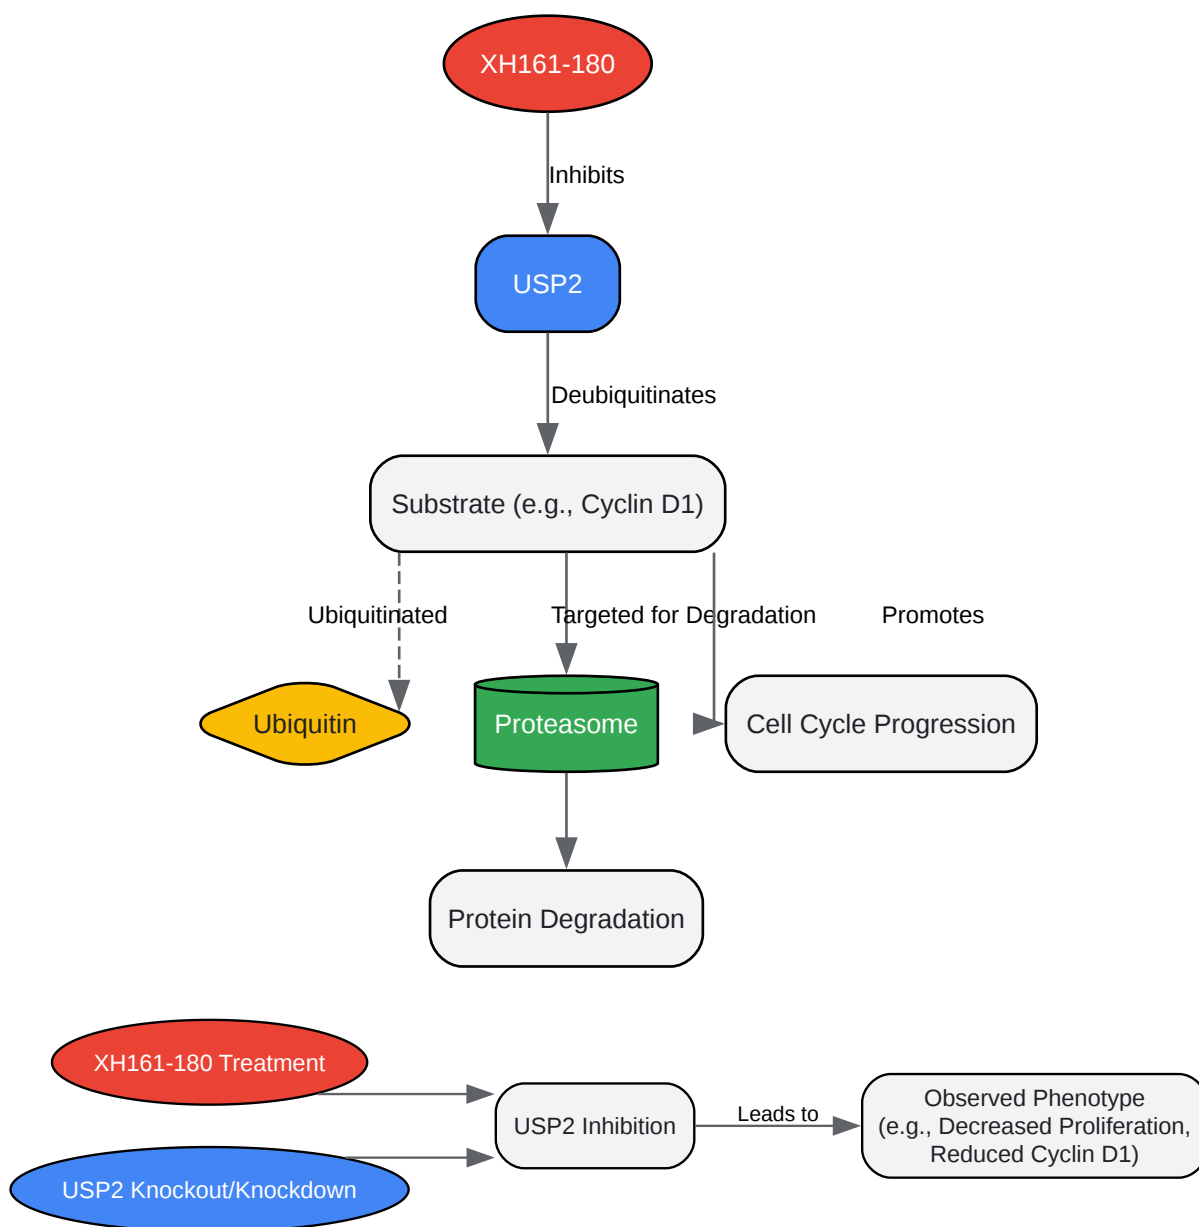 XH161-180
Inhibits
USP2
Deubiquitinates
Substrate (e.g., Cyclin D1)
Ubiquitinated
Targeted for Degradation
Promotes
Ubiquitin
Proteasome
Cell Cycle Progression
Protein Degradation
XH161-180 Treatment
USP2 Knockout/Knockdown
USP2 Inhibition
Leads to
Observed Phenotype
(e.g., Decreased Proliferation,
Reduced Cyclin D1)